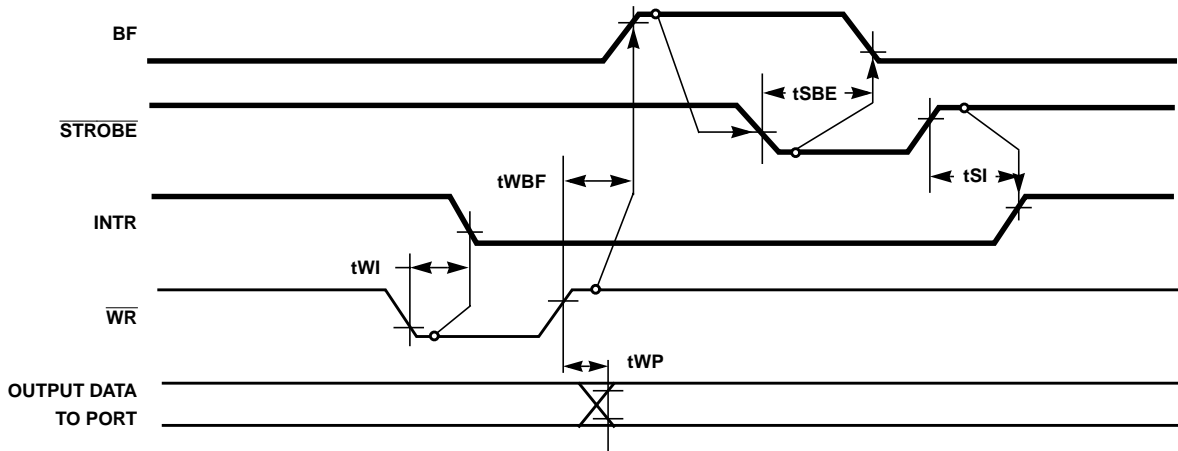 BF
tSBE
STROBE
tWBF
tSI
INTR
tWI
WR
tWP
OUTPUT DATA
TO PORT